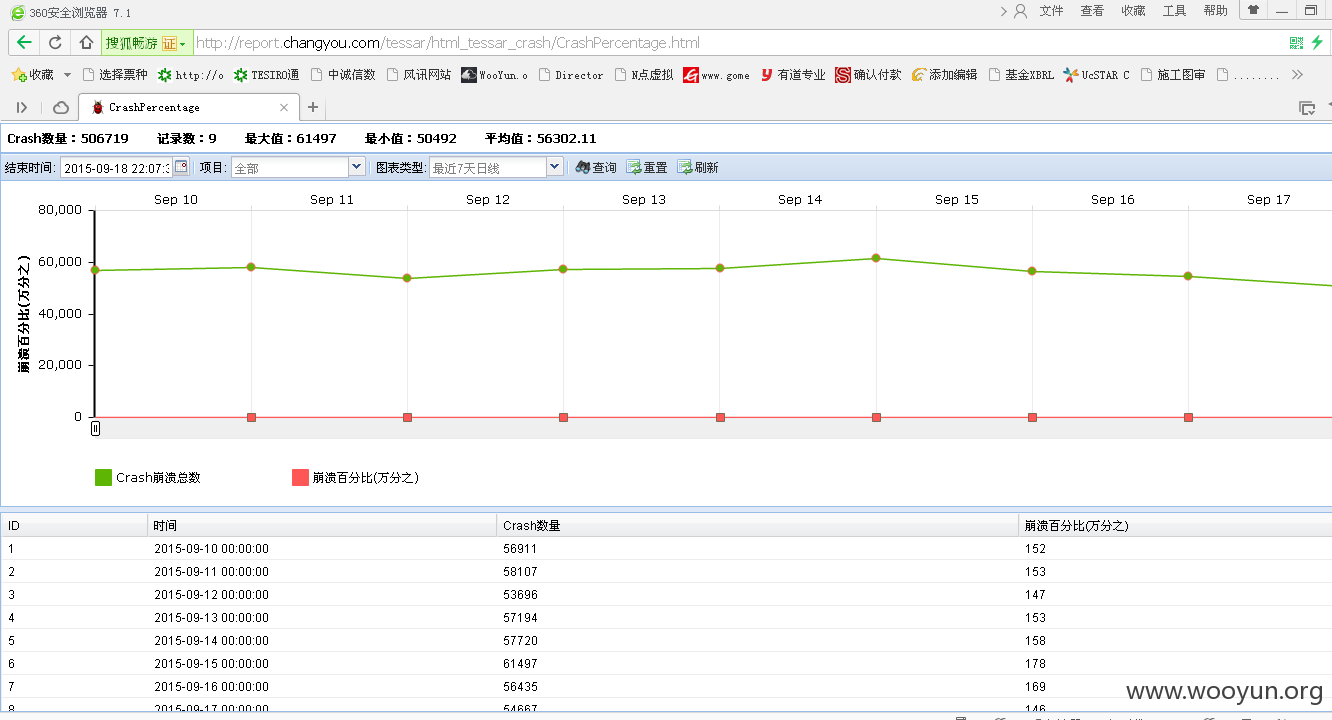 360安全浏览器 7.1
文件 查看 收藏 工具 帮助
搜狐畅游 证 http://report.changyou.com/tessar/html_tessar_crash/CrashPercentage.html
收藏 选择票种 http://o TESIRO通 中诚信数 风讯网站 WooYun.o Director N点虚拟 www.gome 有道专业 确认付款 添加编辑 基金XBRL UcSTAR C 施工图审 ........
CrashPercentage
Crash数量：506719 记录数：9 最大值：61497 最小值：50492 平均值：56302.11
结束时间: 2015-09-18 22:07: 项目: 全部 图表类型: 最近7天日线 查询 重置 刷新
Sep 10 Sep 11 Sep 12 Sep 13 Sep 14 Sep 15 Sep 16 Sep 17
80,000
60,000
40,000
20,000
0
崩溃百分比(万分之)
Crash崩溃总数 崩溃百分比(万分之)
ID 时间 Crash数量 崩溃百分比(万分之)
1 2015-09-10 00:00:00 56911 152
2 2015-09-11 00:00:00 58107 153
3 2015-09-12 00:00:00 53696 147
4 2015-09-13 00:00:00 57194 153
5 2015-09-14 00:00:00 57720 158
6 2015-09-15 00:00:00 61497 178
7 2015-09-16 00:00:00 56435 169
8 2015-09-17 00:00:00 54667 146
www.wooyun.org